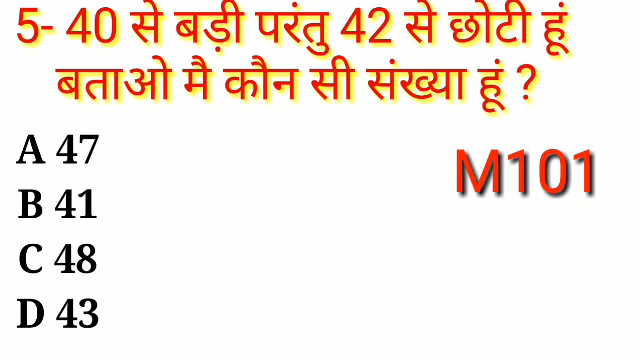 5- 40 से बड़ी परंतु 42 से छोटी हूं
बताओ मै कौन सी संख्या हूं ?
A 47
M101
B 41
C 48
D 43